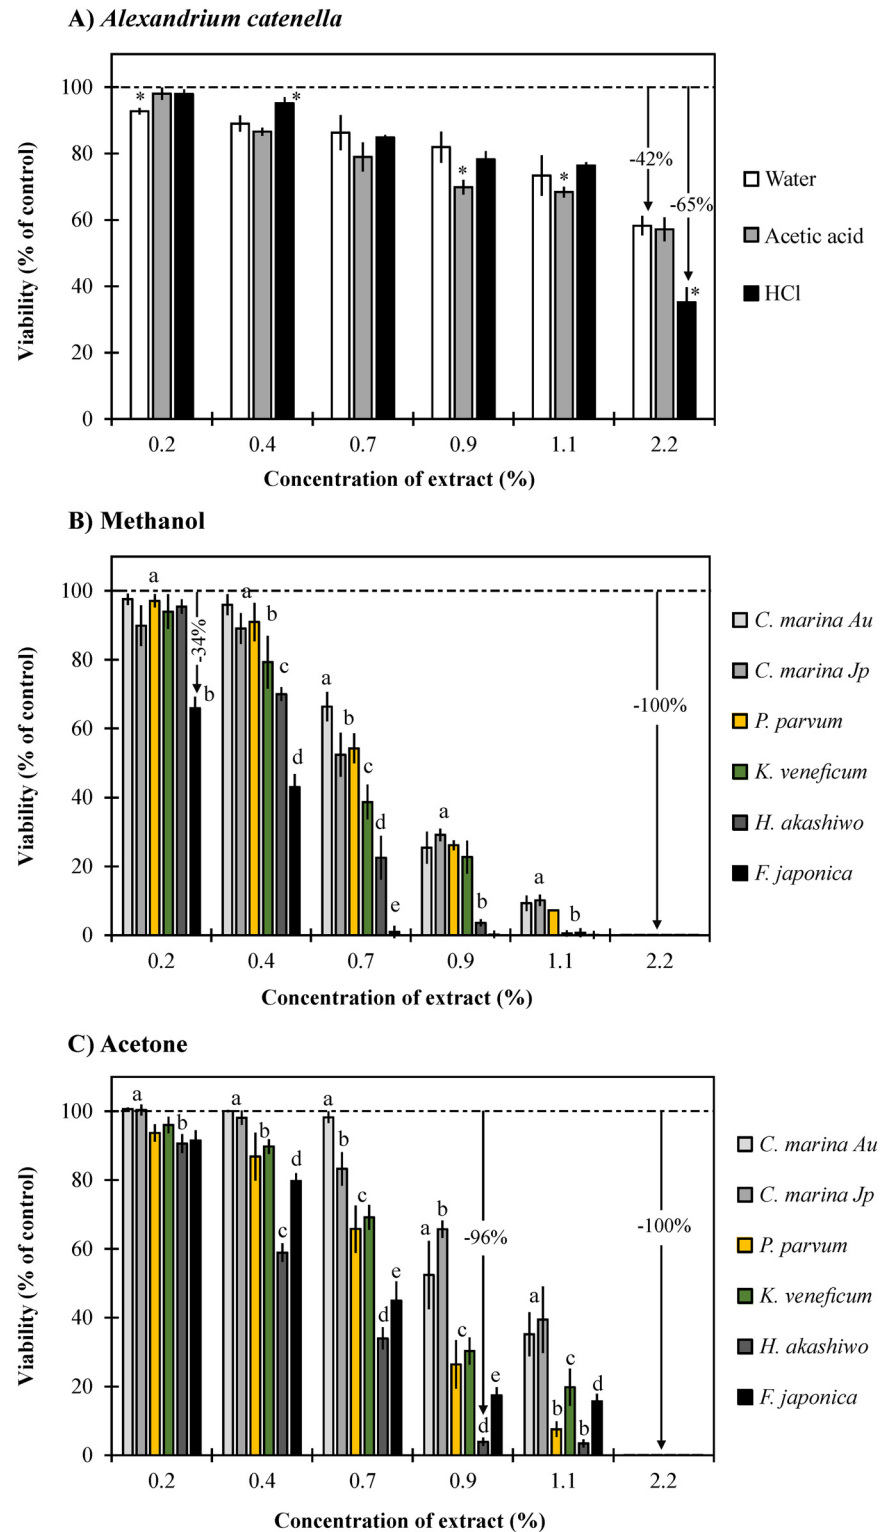 A) Alexandrium catenella
Viability (% of control)
100
80
60
40
20
0
*
*
*
*
-42%
-65%
*
0.2 0.4 0.7 0.9 1.1 2.2
Concentration of extract (%)
Water
Acetic acid
HCl
B) Methanol
Viability (% of control)
100
80
60
40
20
0
a
-34%
b
a
b
c
d
a
b
c
d
e
a
b
a
b
-100%
0.2 0.4 0.7 0.9 1.1 2.2
Concentration of extract (%)
C. marina Au
C. marina Jp
P. parvum
K. veneficum
H. akashiwo
F. japonica
C) Acetone
Viability (% of control)
100
80
60
40
20
0
a
b
a
b
c
d
a
b
c
d
e
a
b
c
-96%
d
e
a
b
c
b
d
-100%
0.2 0.4 0.7 0.9 1.1 2.2
Concentration of extract (%)
C. marina Au
C. marina Jp
P. parvum
K. veneficum
H. akashiwo
F. japonica